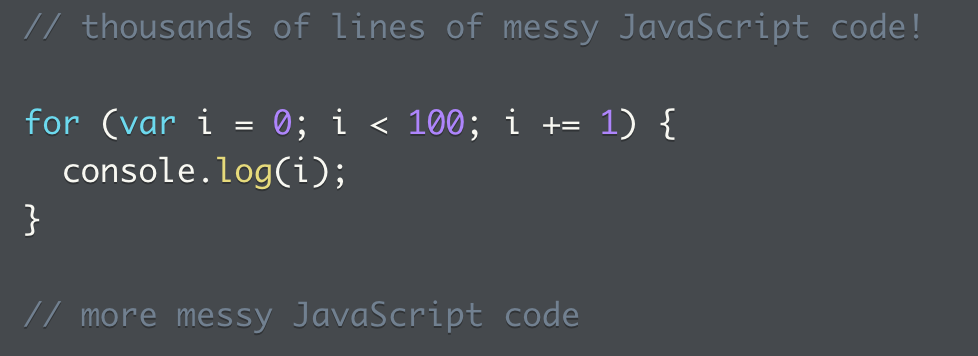 // thousands of lines of messy JavaScript code!
for (var i = 0; i < 100; i += 1) {
  console.log(i);
}
// more messy JavaScript code